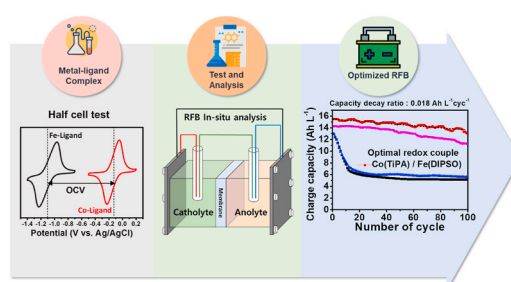 Metal-ligand
Complex
Half cell test
Fe-Ligand
OCV
Co-Ligand
-1.4 -1.2 -1.0 -0.8 -0.6 -0.4 -0.2 0.0 0.2
Potential (V vs. Ag/AgCl)
Test and
Analysis
RFB In-situ analysis
Catholyte
Membrane
Anolyte
Optimized RFB
Capacity decay ratio : 0.018 Ah L⁻¹cyc⁻¹
Charge capacity (Ah L⁻¹)
16
14
12
10
8
6
4
2
0
Optimal redox couple
Co(TiPA) / Fe(DIPSO)
0 20 40 60 80 100
Number of cycle